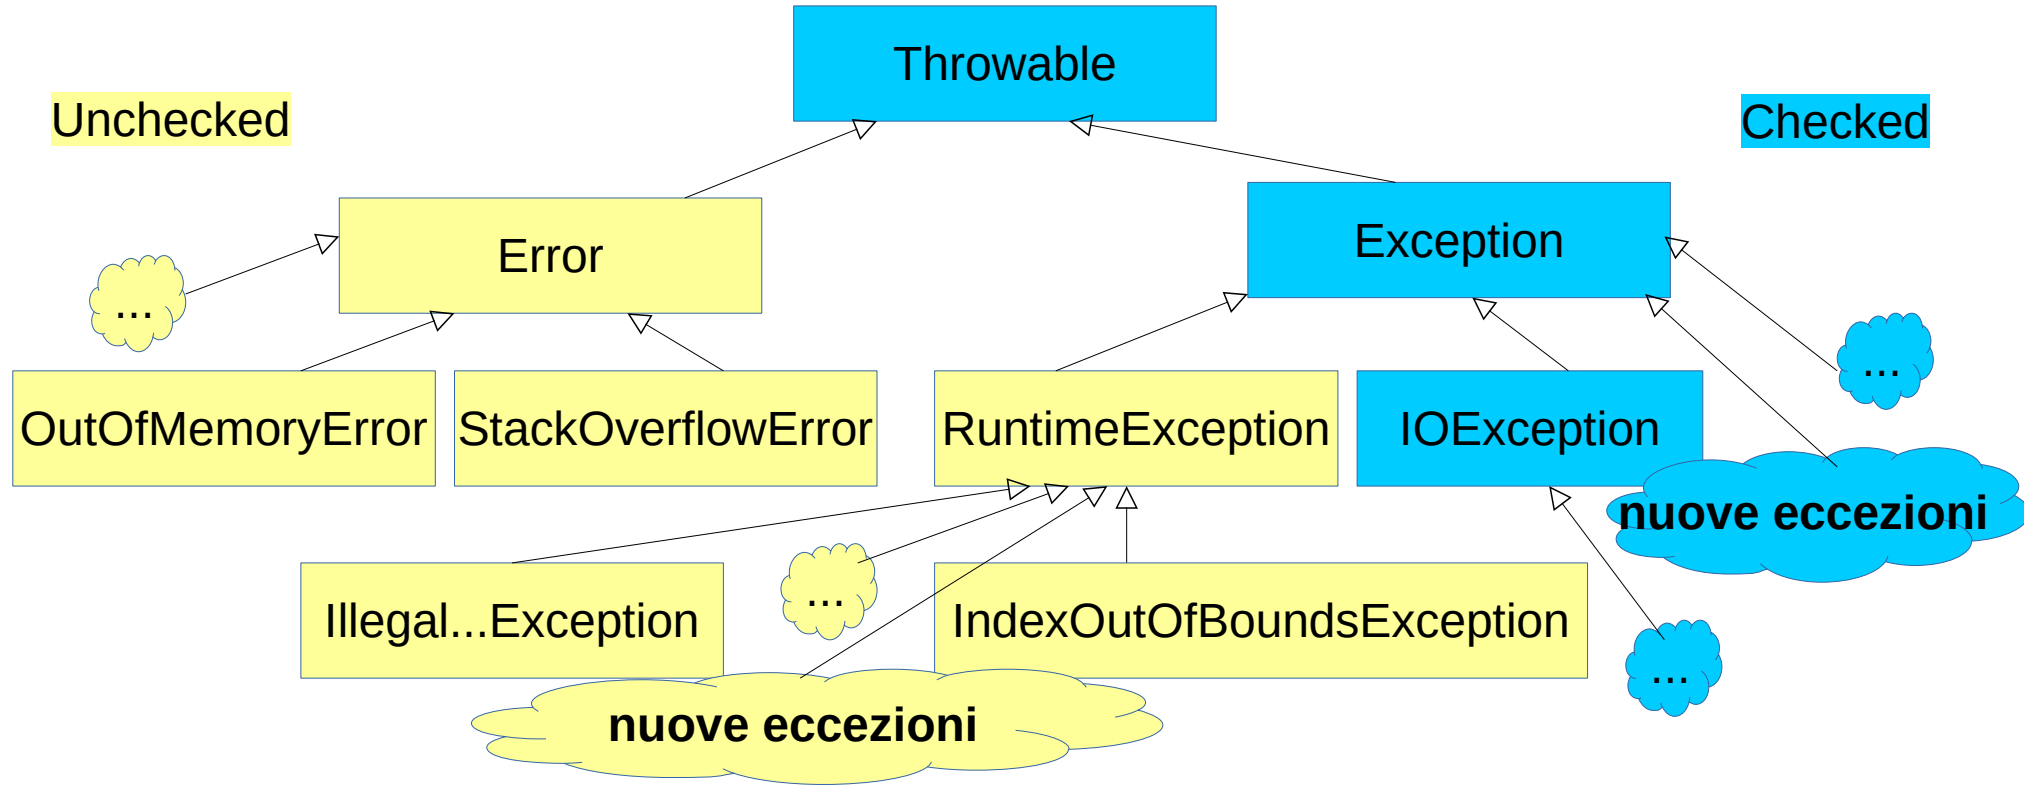 Throwable
Unchecked
Checked
Error
Exception
...
...
OutOfMemoryError
StackOverflowError
RuntimeException
IOException
nuove eccezioni
Illegal...Exception
...
IndexOutOfBoundsException
...
nuove eccezioni